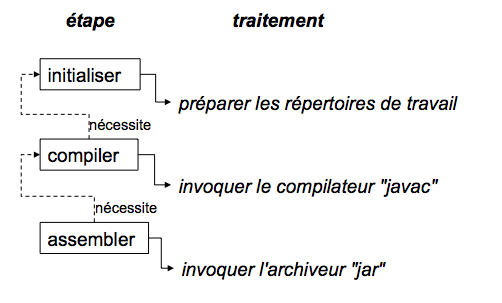 étape traitement
initialiser
préparer les répertoires de travail
nécessite
compiler
invoquer le compilateur "javac"
nécessite
assembler
invoquer l'archiveur "jar"